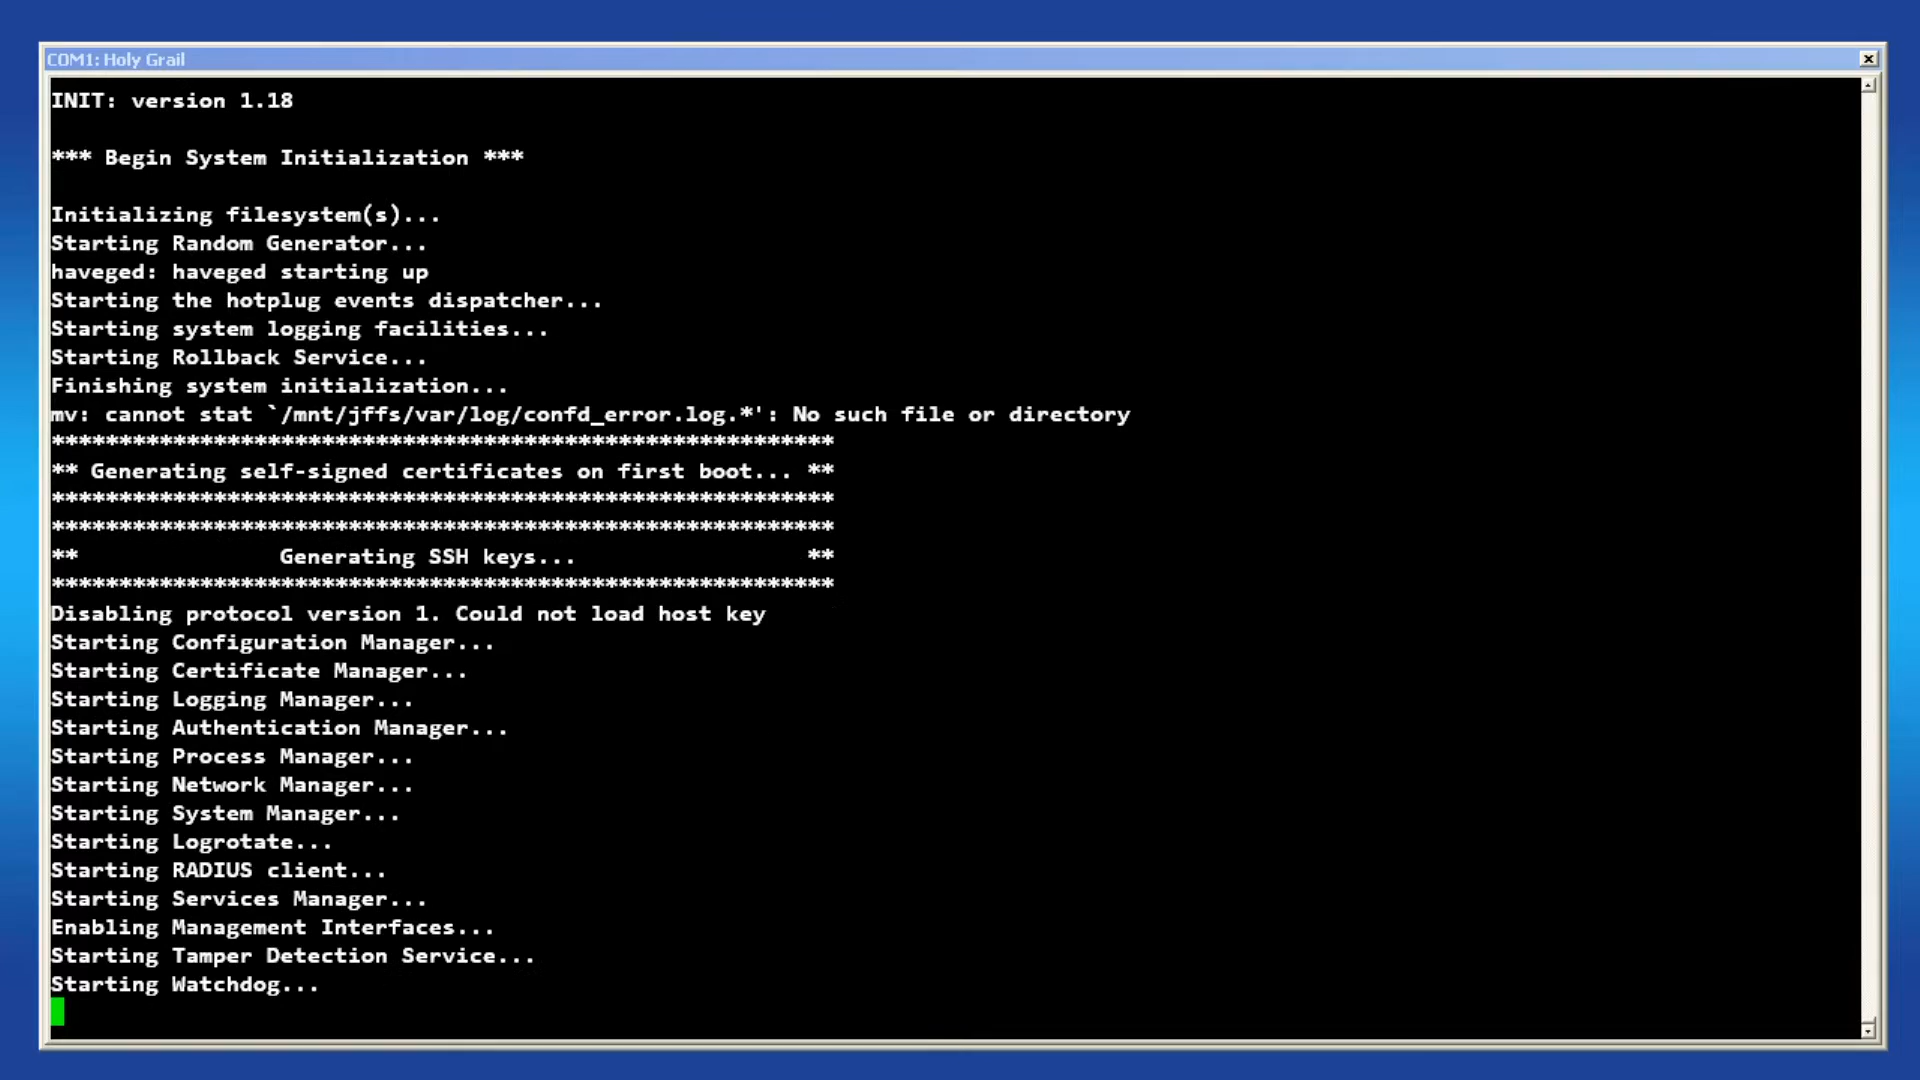 COM1: Holy Grail
INIT: version 1.18
*** Begin System Initialization ***
Initializing filesystem(s)...
Starting Random Generator...
haveged: haveged starting up
Starting the hotplug events dispatcher...
Starting system logging facilities...
Starting Rollback Service...
Finishing system initialization...
mv: cannot stat `/mnt/jffs/var/log/confd_error.log.*': No such file or directory
**********************************************************
** Generating self-signed certificates on first boot... **
**********************************************************
**********************************************************
**               Generating SSH keys...                 **
**********************************************************
Disabling protocol version 1. Could not load host key
Starting Configuration Manager...
Starting Certificate Manager...
Starting Logging Manager...
Starting Authentication Manager...
Starting Process Manager...
Starting Network Manager...
Starting System Manager...
Starting Logrotate...
Starting RADIUS client...
Starting Services Manager...
Enabling Management Interfaces...
Starting Tamper Detection Service...
Starting Watchdog...